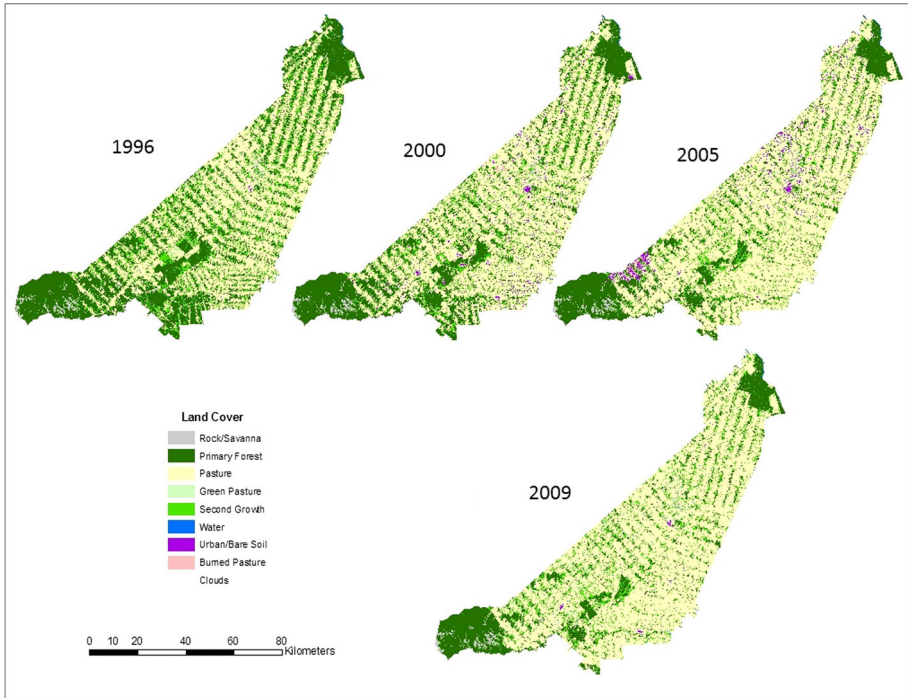 1996
2000
2005
2009
Land Cover
Rock/Savanna
Primary Forest
Pasture
Green Pasture
Second Growth
Water
Urban/Bare Soil
Burned Pasture
Clouds
0 10 20 40 60 80
Kilometers